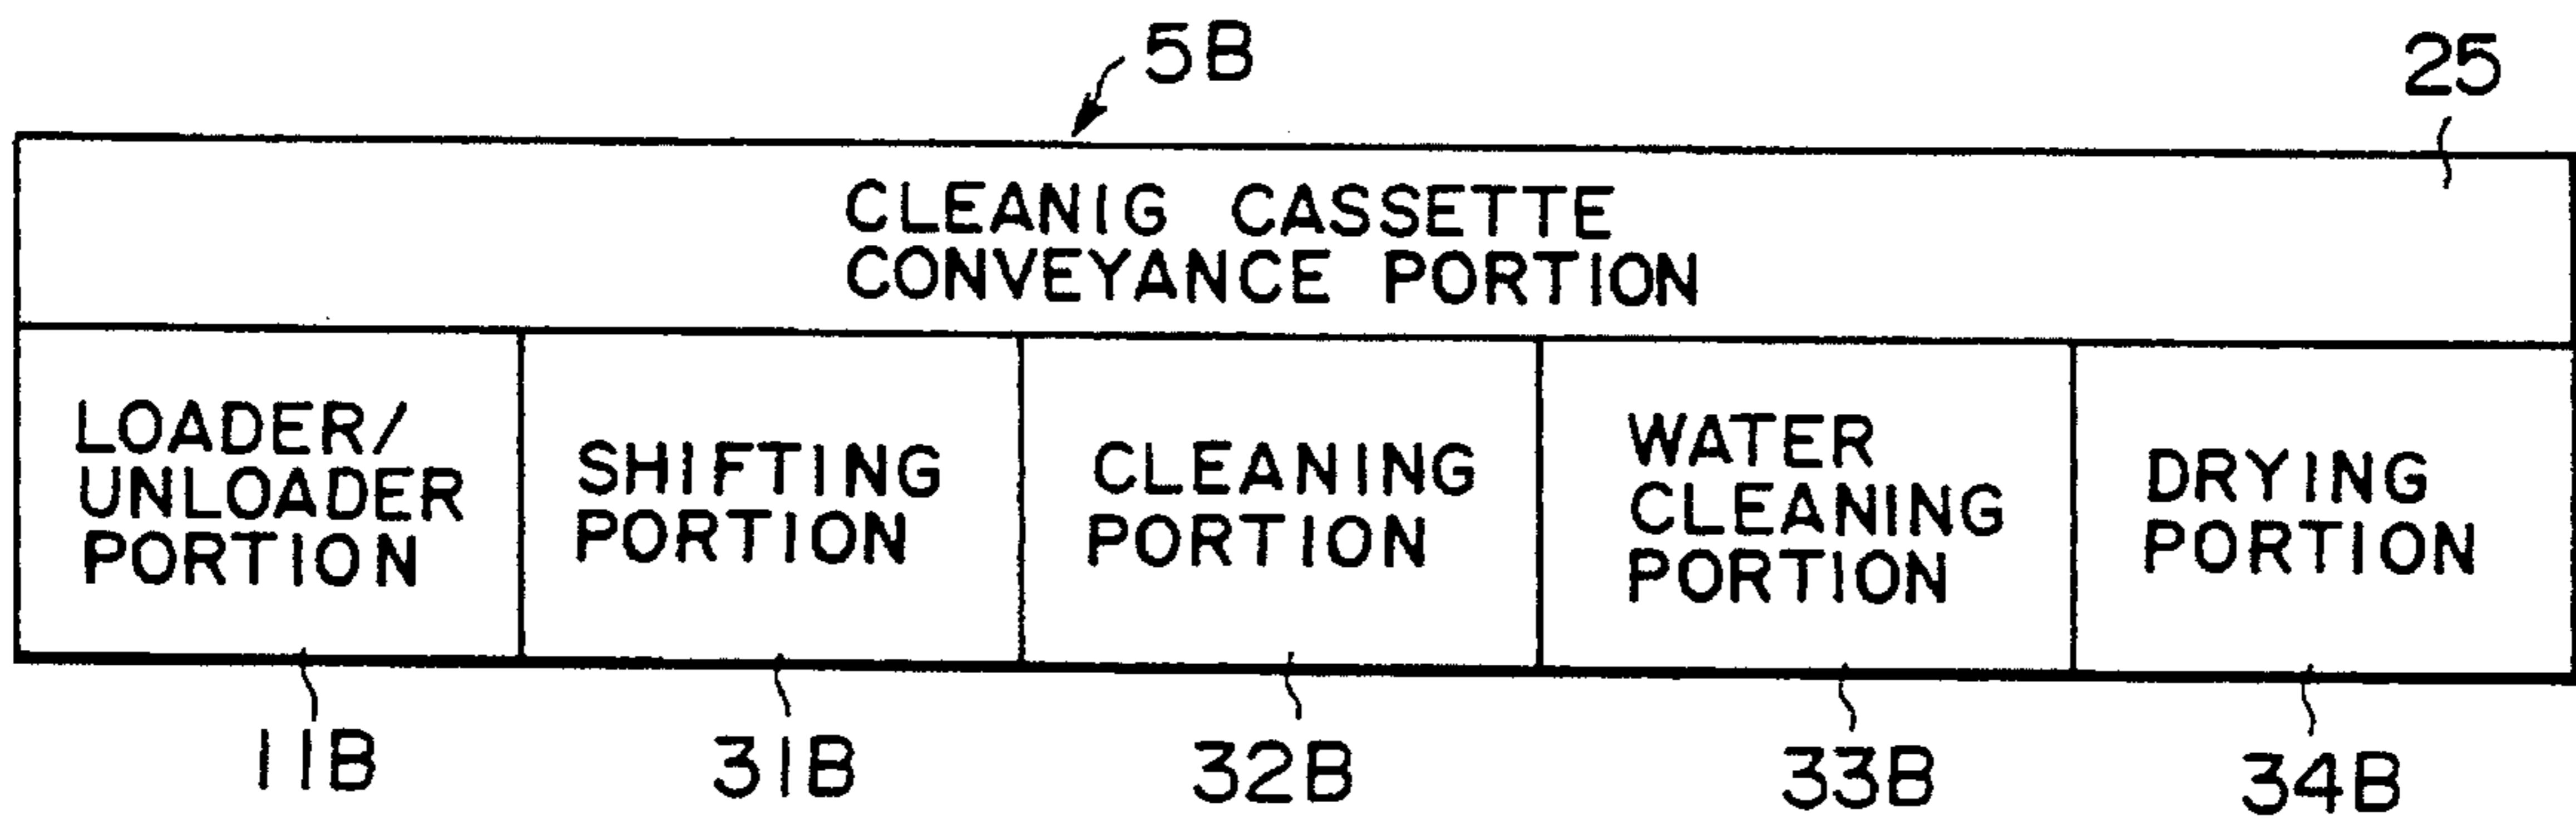 5B
25
CLEANIG CASSETTE
CONVEYANCE PORTION
LOADER/
UNLOADER
PORTION
SHIFTING
PORTION
CLEANING
PORTION
WATER
CLEANING
PORTION
DRYING
PORTION
11B
31B
32B
33B
34B